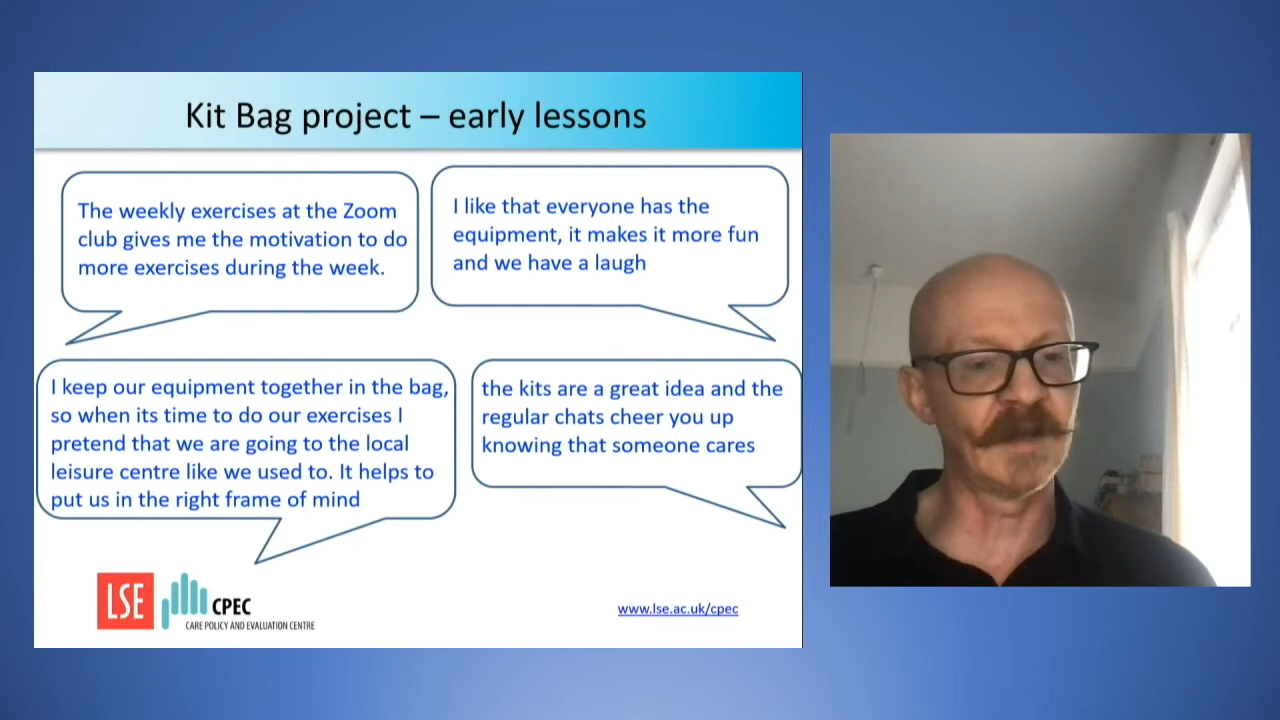 Kit Bag project – early lessons
The weekly exercises at the Zoom
club gives me the motivation to do
more exercises during the week.
I like that everyone has the
equipment, it makes it more fun
and we have a laugh
I keep our equipment together in the bag,
so when its time to do our exercises I
pretend that we are going to the local
leisure centre like we used to. It helps to
put us in the right frame of mind
the kits are a great idea and the
regular chats cheer you up
knowing that someone cares
LSE
CPEC
CARE POLICY AND EVALUATION CENTRE
www.lse.ac.uk/cpec